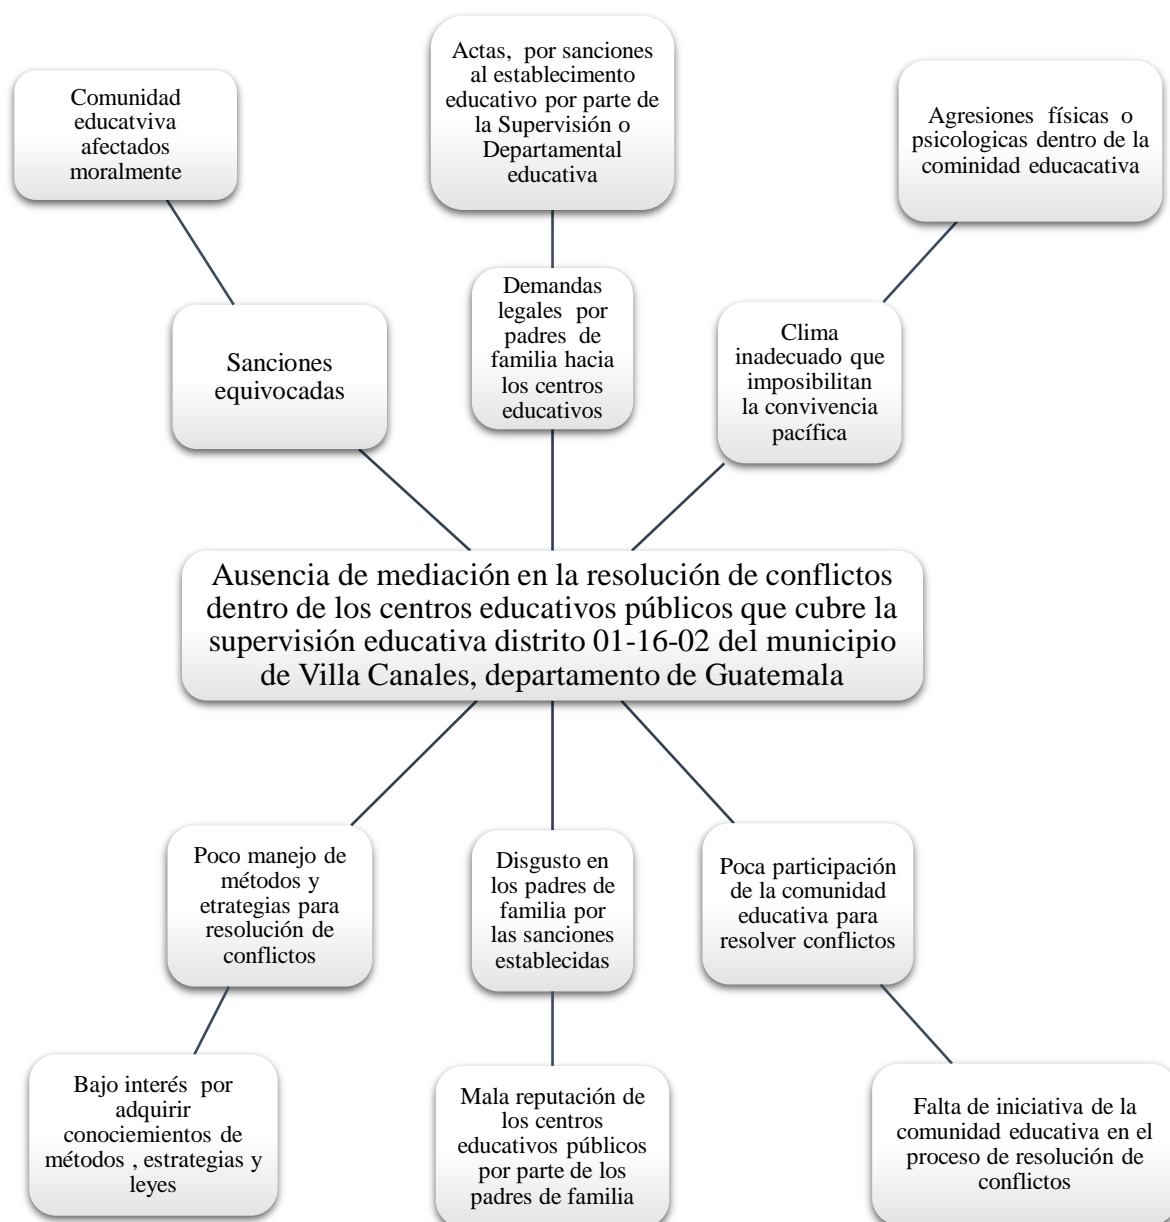 Actas, por sanciones
al establecimento
educativo por parte de
la Supervisión o
Departamental
educativa
Comunidad
educatviva
afectados
moralmente
Agresiones físicas o
psicologicas dentro de la
cominidad educacativa
Demandas
legales por
padres de
familia hacia
los centros
educativos
Sanciones
equivocadas
Clima
inadecuado que
imposibilitan
la convivencia
pacífica
Ausencia de mediación en la resolución de conflictos
dentro de los centros educativos públicos que cubre la
supervisión educativa distrito 01-16-02 del municipio
de Villa Canales, departamento de Guatemala
Poco manejo de
métodos y
etrategias para
resolución de
conflictos
Disgusto en
los padres de
familia por
las sanciones
establecidas
Poca participación
de la comunidad
educativa para
resolver conflictos
Bajo interés por
adquirir
conociemientos de
métodos , estrategias y
leyes
Mala reputación de
los centros
educativos públicos
por parte de los
padres de familia
Falta de iniciativa de la
comunidad educativa en el
proceso de resolución de
conflictos